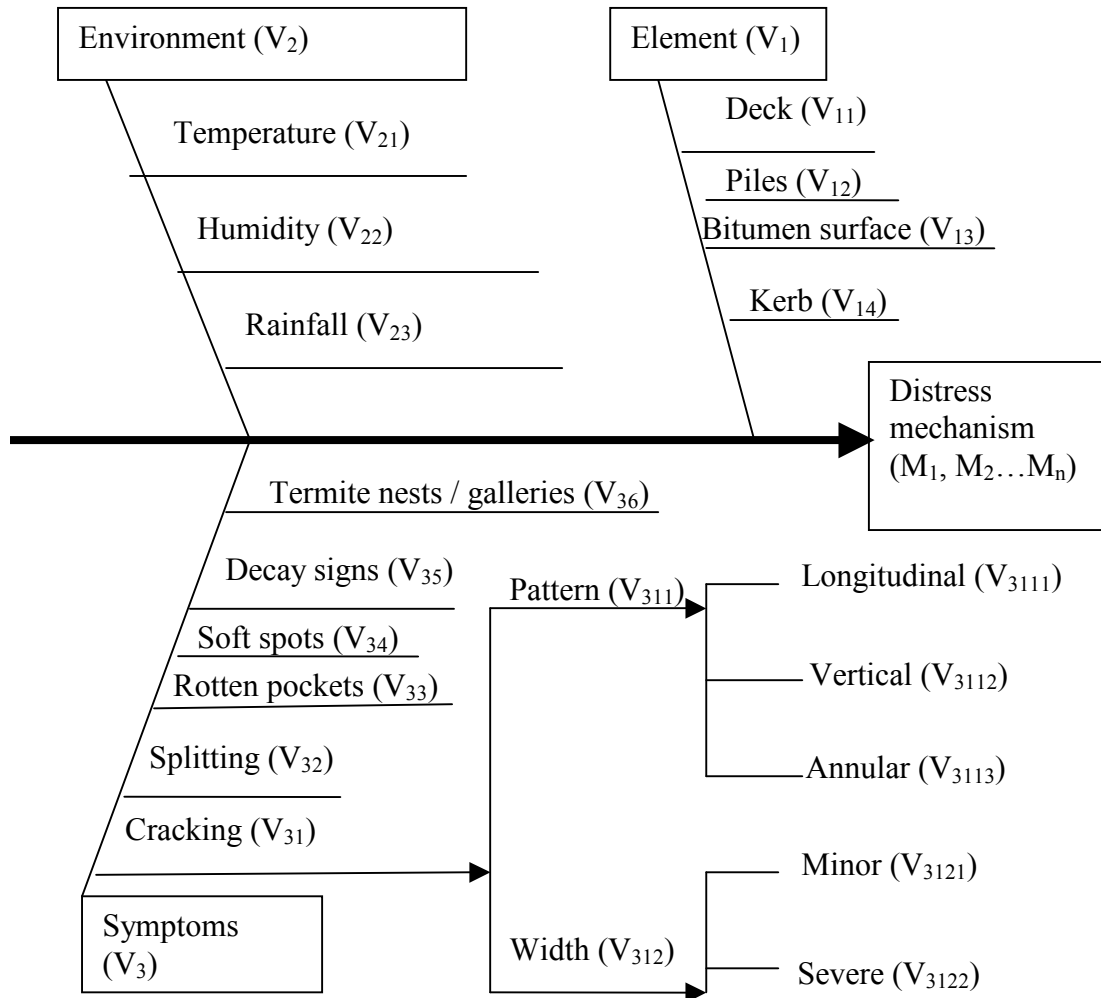 Environment (V₂)
Element (V₁)
Deck (V₁₁)
Temperature (V₂₁)
Piles (V₁₂)
Humidity (V₂₂)
Bitumen surface (V₁₃)
Kerb (V₁₄)
Rainfall (V₂₃)
Distress
mechanism
(M₁, M₂…Mₙ)
Termite nests / galleries (V₃₆)
Decay signs (V₃₅)
Pattern (V₃₁₁)
Longitudinal (V₃₁₁₁)
Soft spots (V₃₄)
Rotten pockets (V₃₃)
Vertical (V₃₁₁₂)
Splitting (V₃₂)
Annular (V₃₁₁₃)
Cracking (V₃₁)
Minor (V₃₁₂₁)
Symptoms
(V₃)
Width (V₃₁₂)
Severe (V₃₁₂₂)